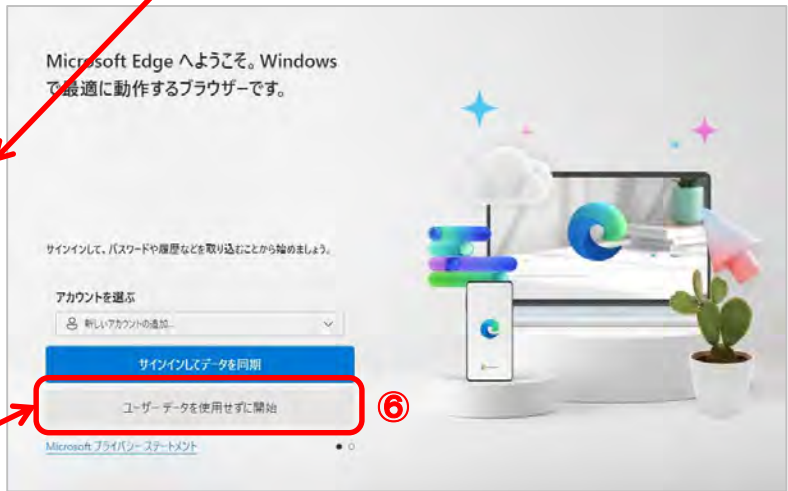 Microsoft Edge へようこそ。Windows
で最適に動作するブラウザーです。
サインインして、パスワードや履歴などを取り込むことから始めましょう。
アカウントを選ぶ
新しいアカウントの追加...
サインインしてデータを同期
ユーザー データを使用せずに開始
⑥
Microsoft プライバシー ステートメント